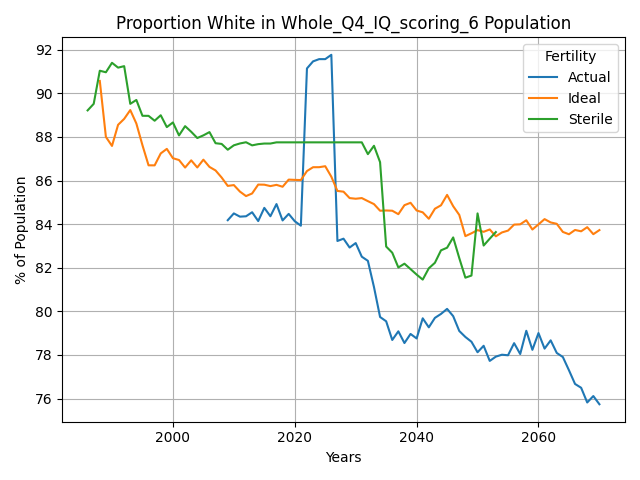 Proportion White in Whole_Q4_IQ_scoring_6 Population
% of Population
92
90
88
86
84
82
80
78
76
Fertility
Actual
Ideal
Sterile
2000
2020
2040
2060
Years